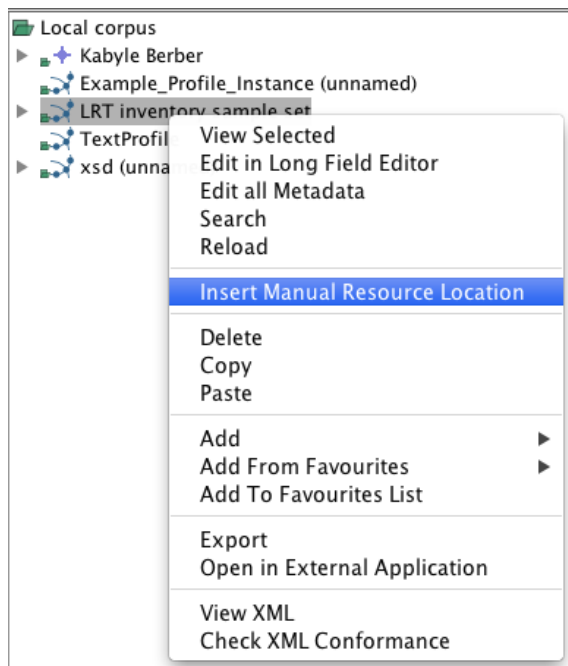 Local corpus
Kabyle Berber
Example_Profile_Instance (unnamed)
LRT inventory sample set
TextProfile
xsd (unna
View Selected
Edit in Long Field Editor
Edit all Metadata
Search
Reload
Insert Manual Resource Location
Delete
Copy
Paste
Add
Add From Favourites
Add To Favourites List
Export
Open in External Application
View XML
Check XML Conformance